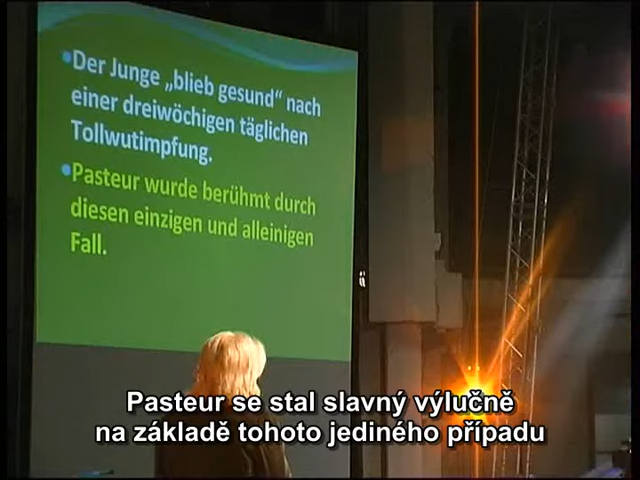 •Der Junge „blieb gesund“ nach
einer dreiwöchigen täglichen
Tollwutimpfung.
•Pasteur wurde berühmt durch
diesen einzigen und alleinigen
Fall.
Pasteur se stal slavný výlučně
na základě tohoto jediného případu